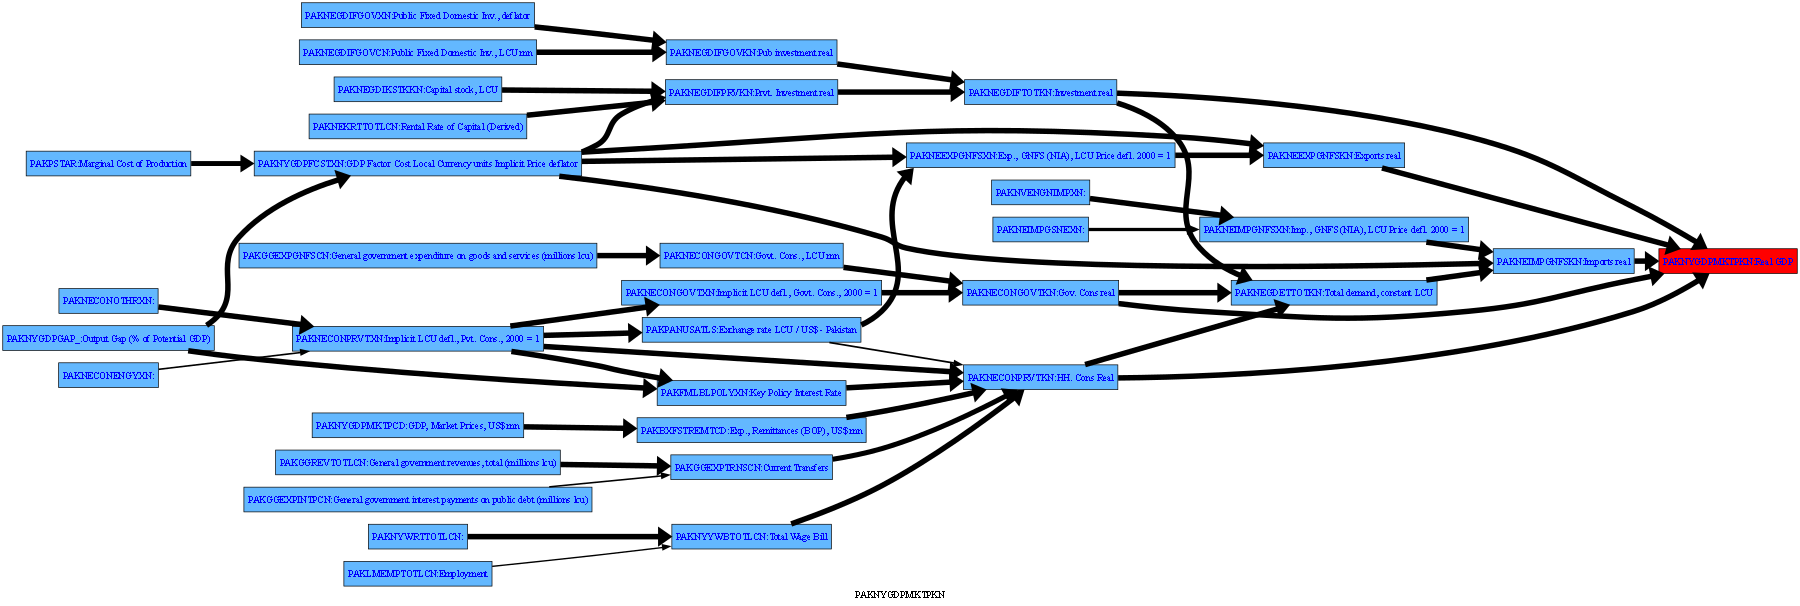 PAKNEGDIFGOVXN:Public Fixed Domestic Inv., deflator
PAKNEGDIFGOVCN:Public Fixed Domestic Inv., LCU mn
PAKNEGDIFGOVKN:Pub investment real
PAKNEGDIKSTKKN:Capital stock, LCU
PAKNEGDIFPRVKN:Prvt. Investment real
PAKNEGDIFTOTKN:Investment real
PAKNEKRTTOTLCN:Rental Rate of Capital (Derived)
PAKPSTAR:Marginal Cost of Production
PAKNYGDPFCSTXN:GDP Factor Cost Local Currency units Implicit Price deflator
PAKNEEXPGNFSXN:Exp., GNFS (NIA), LCU Price defl. 2000 = 1
PAKNEEXPGNFSKN:Exports real
PAKNVENGNIMPXN:
PAKNEIMPGSNEXN:
PAKNEIMPGNFSXN:Imp., GNFS (NIA), LCU Price defl. 2000 = 1
PAKGGEXPGNFSCN:General government expenditure on goods and services (millions lcu)
PAKNECONGOVTCN:Govt. Cons., LCU mn
PAKNEIMPGNFSKN:Imports real
PAKNYGDPMKTPKN:Real GDP
PAKNECONOTHRXN:
PAKNECONGOVTXN:Implicit LCU defl., Govt. Cons., 2000 = 1
PAKNECONGOVTKN:Gov. Cons real
PAKNEGDETTOTKN:Total demand, constant LCU
PAKNYGDPGAP_:Output Gap (% of Potential GDP)
PAKNECONPRVTXN:Implicit LCU defl., Pvt. Cons., 2000 = 1
PAKPANUSATLS:Exchange rate LCU / US$ - Pakistan
PAKNECONENGYXN:
PAKNECONPRVTKN:HH. Cons Real
PAKFMLBLPOLYXN:Key Policy Interest Rate
PAKNYGDPMKTPCD:GDP, Market Prices, US$ mn
PAKBXFSTREMTCD:Exp., Remittances (BOP), US$ mn
PAKGGREVTOTLCN:General government revenues, total (millions lcu)
PAKGGEXPTRNSCN:Current Transfers
PAKGGEXPINTPCN:General government interest payments on public debt (millions lcu)
PAKNYWRTTOTLCN:
PAKNYYWBTOTLCN:Total Wage Bill
PAKLMEMPTOTLCN:Employment
PAKNYGDPMKTPKN